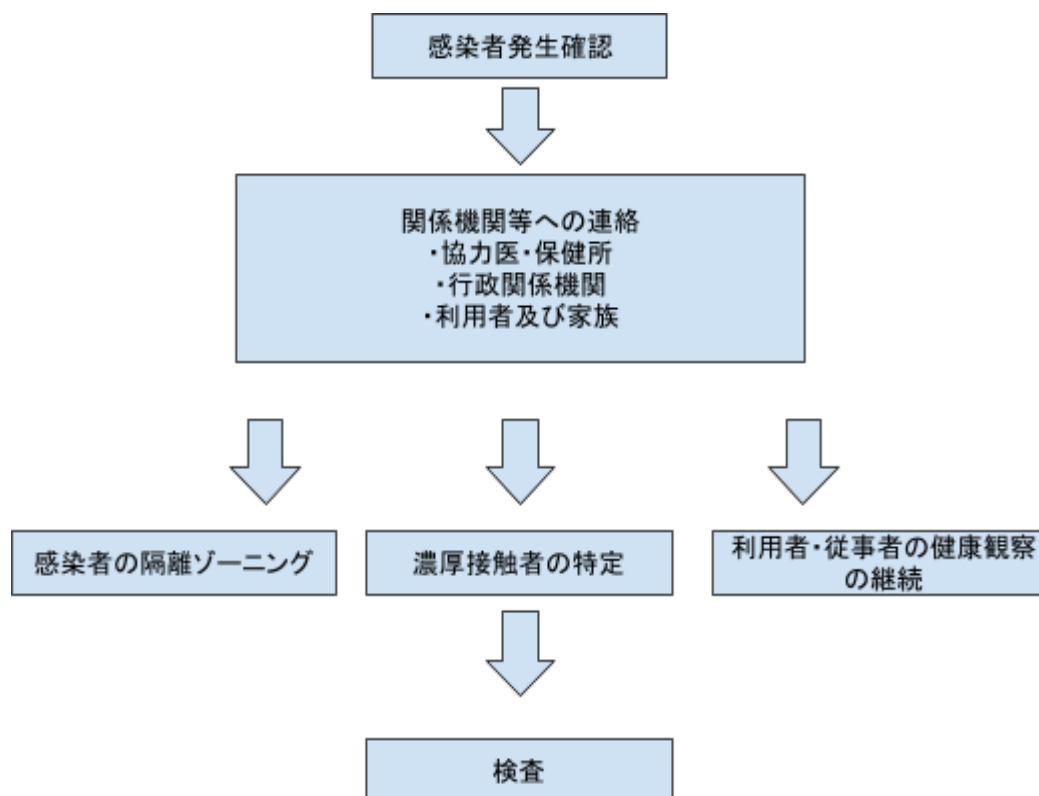 感染者発生確認
関係機関等への連絡
・協力医・保健所
・行政関係機関
・利用者及び家族
感染者の隔離ゾーニング
濃厚接触者の特定
利用者・従事者の健康観察
の継続
検査